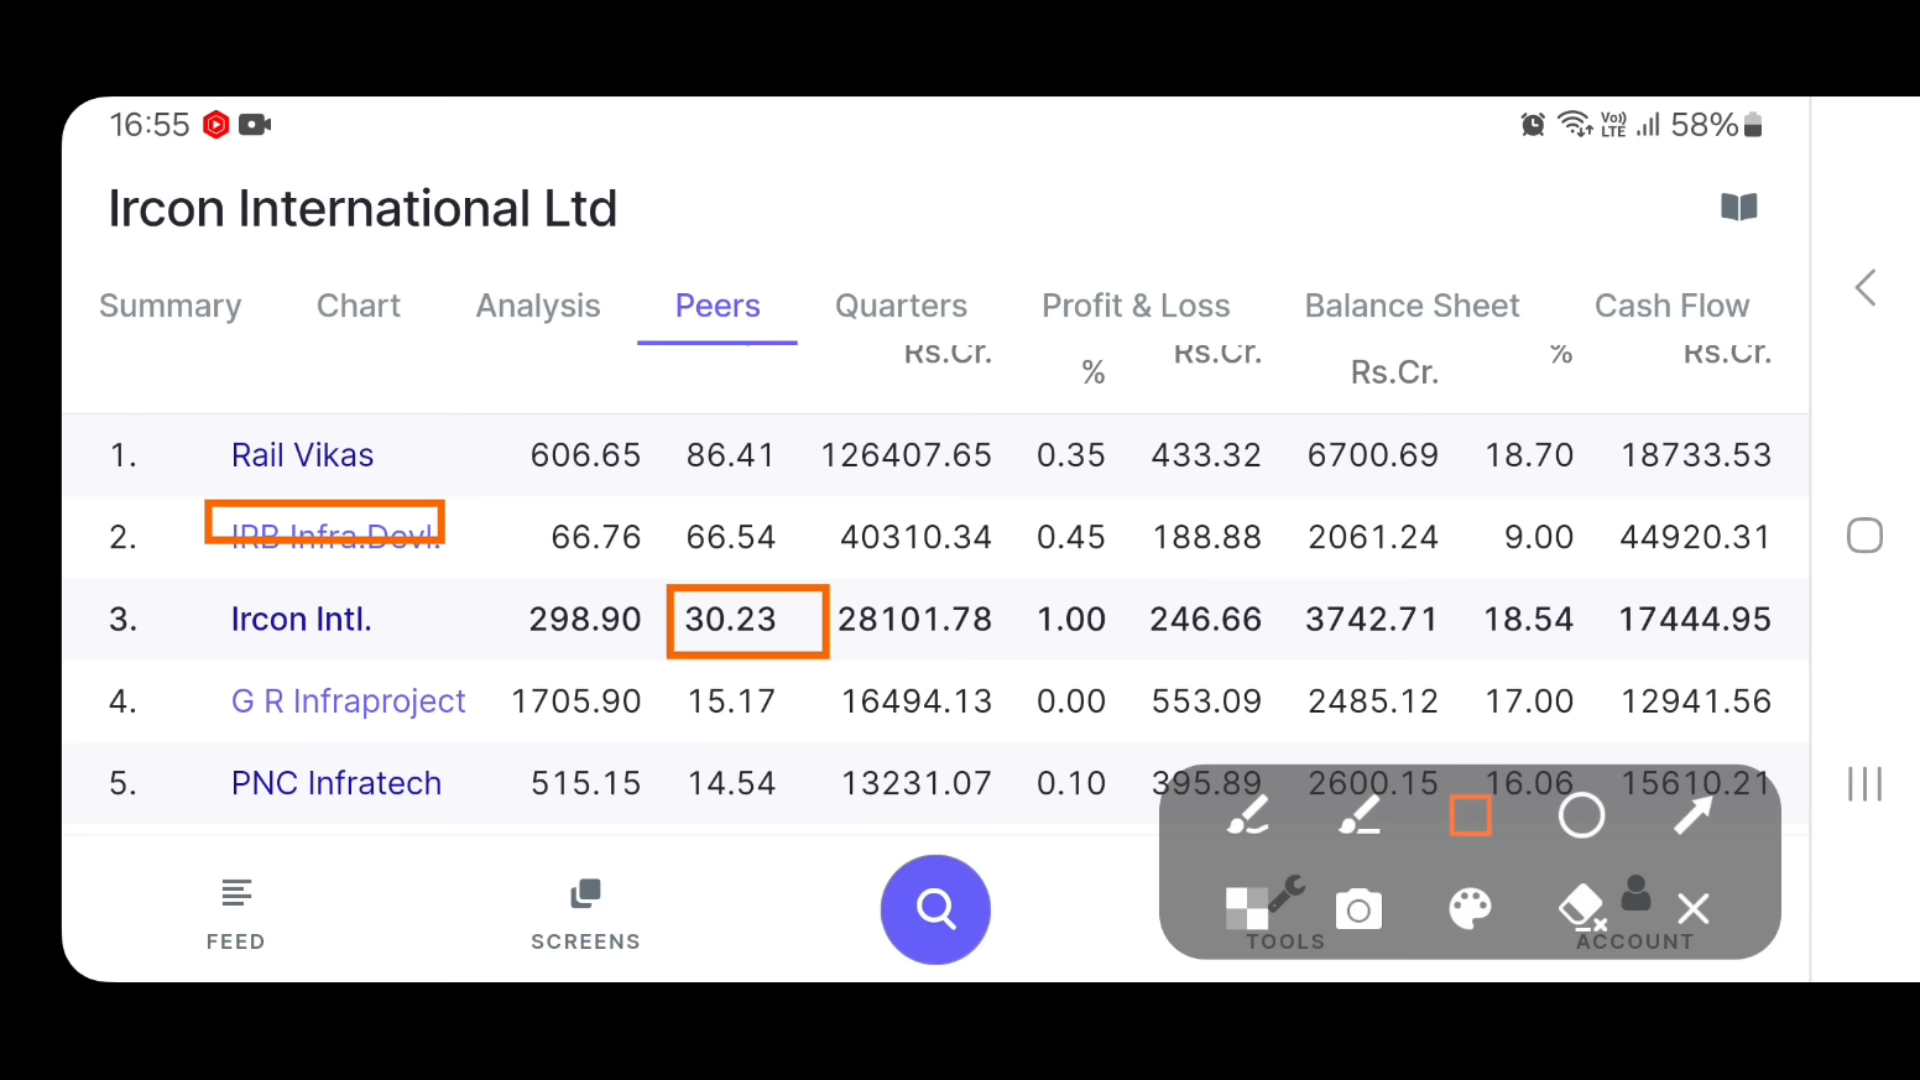 16:55
Vo)) LTE 58%
Ircon International Ltd
Summary Chart Analysis Peers Quarters Profit & Loss Balance Sheet Cash Flow
Rs.Cr. % Rs.Cr. Rs.Cr. % Rs.Cr.
1. Rail Vikas 606.65 86.41 126407.65 0.35 433.32 6700.69 18.70 18733.53
2. IRB Infra.Devl. 66.76 66.54 40310.34 0.45 188.88 2061.24 9.00 44920.31
3. Ircon Intl. 298.90 30.23 28101.78 1.00 246.66 3742.71 18.54 17444.95
4. G R Infraproject 1705.90 15.17 16494.13 0.00 553.09 2485.12 17.00 12941.56
5. PNC Infratech 515.15 14.54 13231.07 0.10 395.89 2600.15 16.06 15610.21
FEED SCREENS TOOLS ACCOUNT